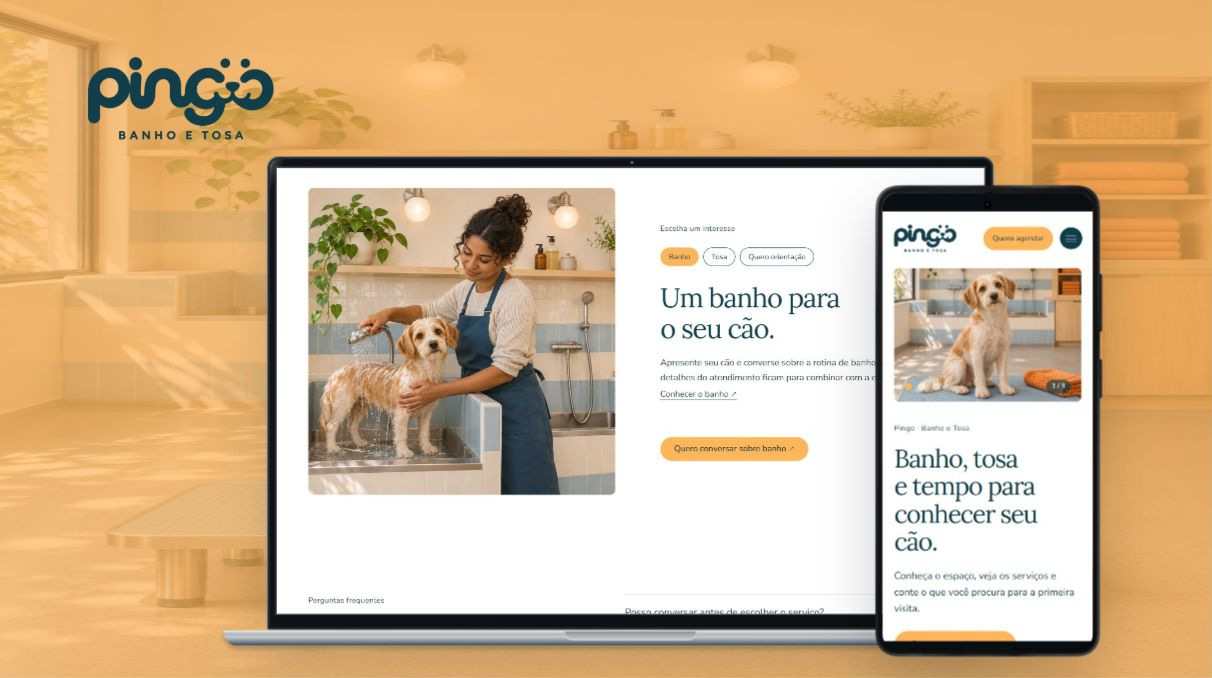 pingo
BANHO E TOSA
Escolha um interesse
Banho
Tosa
Quero orientação
Um banho para
o seu cão.
Apresente seu cão e converse sobre a rotina de banho
detalhes do atendimento ficam para combinar com a
Conhecer o banho ↗
Quero conversar sobre banho ↗
Perguntas frequentes
Posso conversar antes de escolher o serviço?
pingo
BANHO E TOSA
Quero agendar
1 / 3
Pingo · Banho e Tosa
Banho, tosa
e tempo para
conhecer seu
cão.
Conheça o espaço, veja os serviços e
conte o que você procura para a primeira
visita.